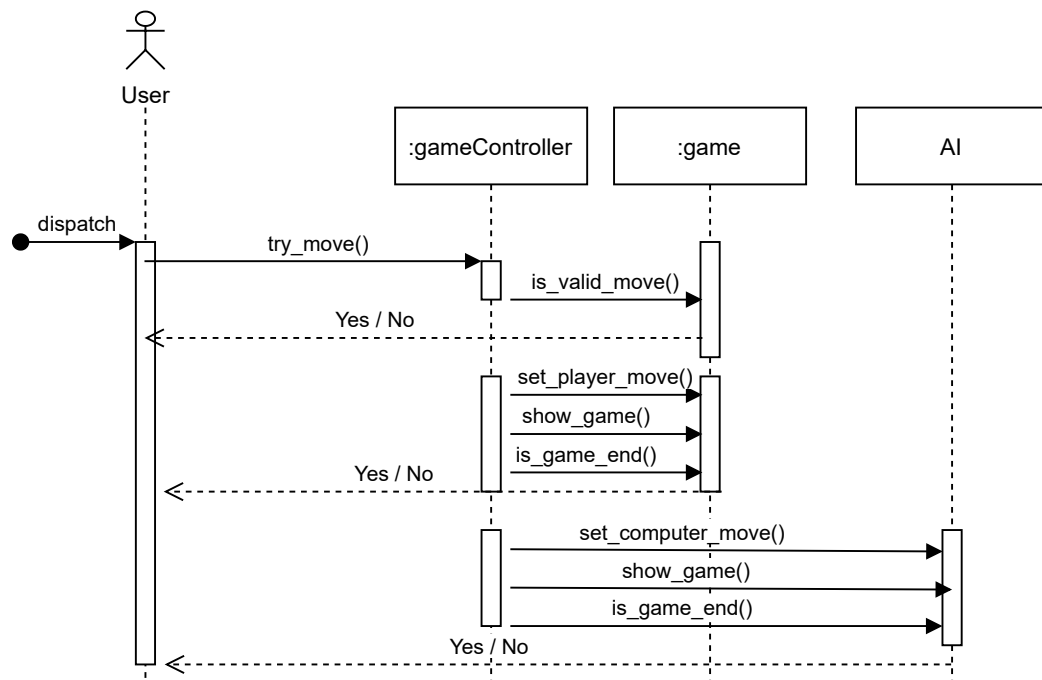 User
:gameController
:game
AI
dispatch
try_move()
is_valid_move()
Yes / No
set_player_move()
show_game()
is_game_end()
Yes / No
set_computer_move()
show_game()
is_game_end()
Yes / No